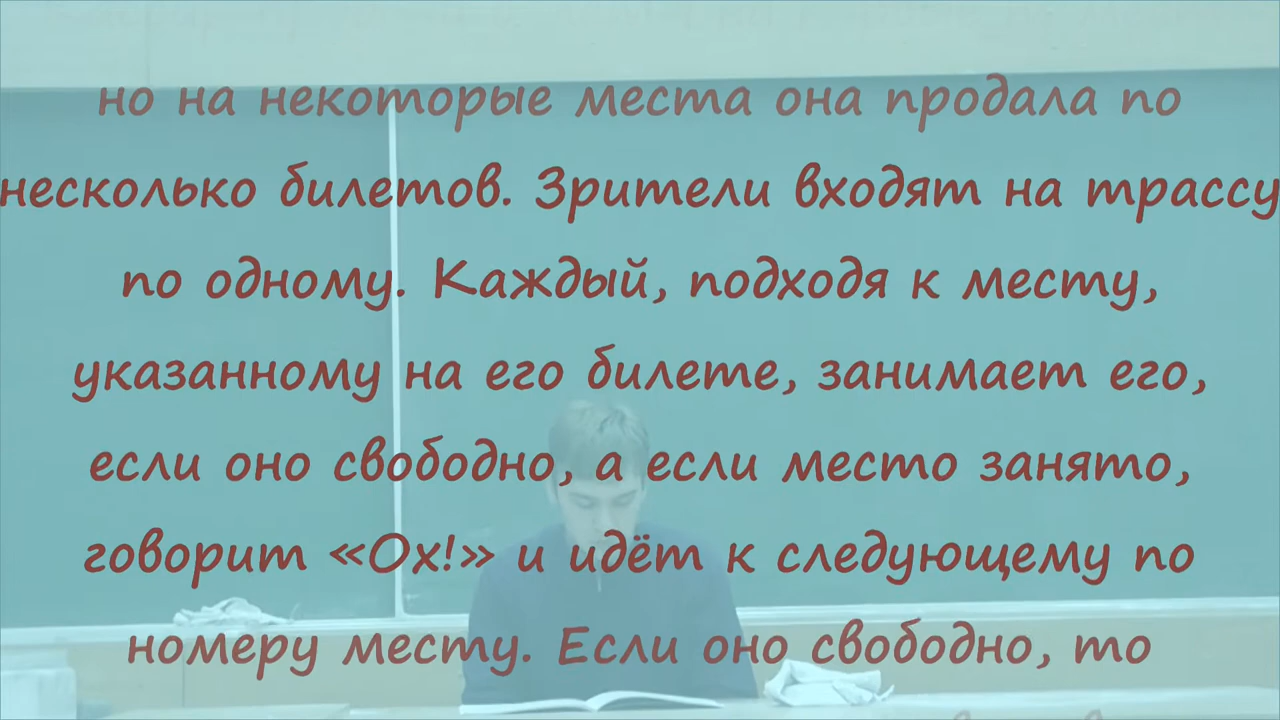 но на некоторые места она продала по
несколько билетов. Зрители входят на трассу
по одному. Каждый, подходя к месту,
указанному на его билете, занимает его,
если оно свободно, а если место занято,
говорит «Ох!» и идёт к следующему по
номеру месту. Если оно свободно, то